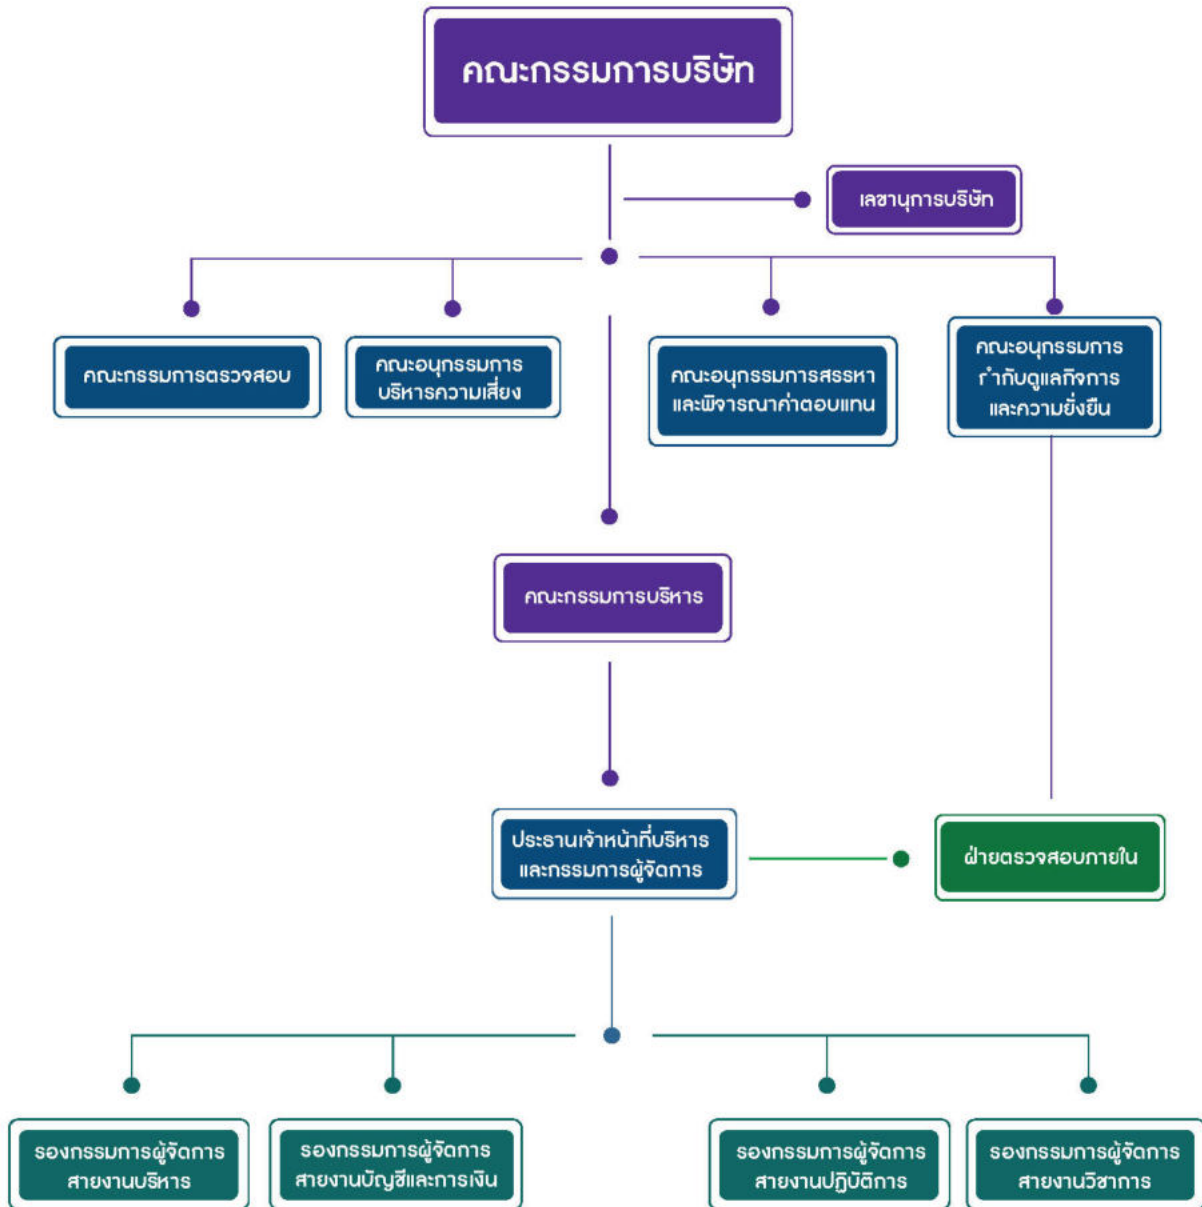 คณะกรรมการบริษัท
เลขานุการบริษัท
คณะกรรมการตรวจสอบ
คณะอนุกรรมการ
บริหารความเสี่ยง
คณะอนุกรรมการสรรหา
และพิจารณาค่าตอบแทน
คณะอนุกรรมการ
กำกับดูแลกิจการ
และความยั่งยืน
คณะกรรมการบริหาร
ประธานเจ้าหน้าที่บริหาร
และกรรมการผู้จัดการ
ฝ่ายตรวจสอบภายใน
รองกรรมการผู้จัดการ
สายงานบริหาร
รองกรรมการผู้จัดการ
สายงานบัญชีและการเงิน
รองกรรมการผู้จัดการ
สายงานปฏิบัติการ
รองกรรมการผู้จัดการ
สายงานวิชาการ